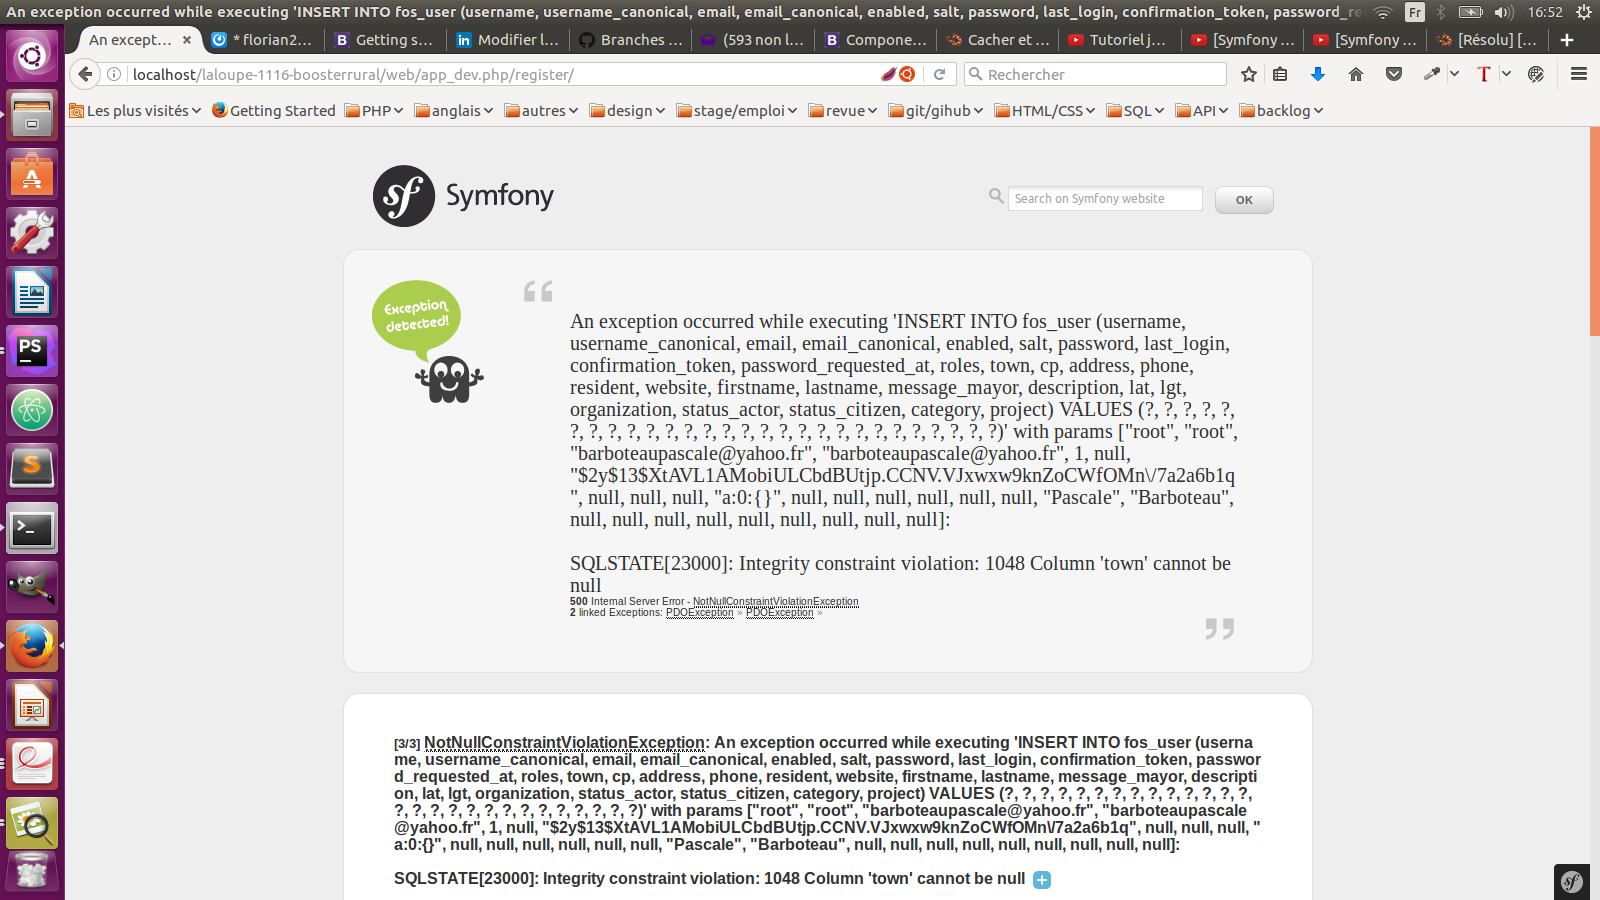 An exception occurred while executing 'INSERT INTO fos_user (username, username_canonical, email, email_canonical, enabled, salt, password, last_login, confirmation_token, password_re
Fr
16:52
An except...
* florian2...
Getting s...
Modifier l...
Branches ...
(593 non l...
Compone...
Cacher et ...
Tutoriel j...
[Symfony ...
[Symfony ...
[Résolu] [...
localhost/laloupe-1116-boosterrural/web/app_dev.php/register/
Rechercher
Les plus visités
Getting Started
PHP
anglais
autres
design
stage/emploi
revue
git/gihub
HTML/CSS
SQL
API
backlog
Symfony
Search on Symfony website
OK
Exception
detected!
An exception occurred while executing 'INSERT INTO fos_user (username,
username_canonical, email, email_canonical, enabled, salt, password, last_login,
confirmation_token, password_requested_at, roles, town, cp, address, phone,
resident, website, firstname, lastname, message_mayor, description, lat, lgt,
organization, status_actor, status_citizen, category, project) VALUES (?, ?, ?, ?, ?,
?, ?, ?, ?, ?, ?, ?, ?, ?, ?, ?, ?, ?, ?, ?, ?, ?, ?, ?, ?, ?, ?, ?)' with params ["root", "root",
"barboteaupascale@yahoo.fr", "barboteaupascale@yahoo.fr", 1, null,
"$2y$13$XtAVL1AMobiULCbdBUtjp.CCNV.VJxwxw9knZoCWfOMn\/7a2a6b1q
", null, null, null, "a:0:{}", null, null, null, null, null, null, "Pascale", "Barboteau",
null, null, null, null, null, null, null, null, null]:
SQLSTATE[23000]: Integrity constraint violation: 1048 Column 'town' cannot be
null
500 Internal Server Error - NotNullConstraintViolationException
2 linked Exceptions: PDOException » PDOException »
[3/3] NotNullConstraintViolationException: An exception occurred while executing 'INSERT INTO fos_user (userna
me, username_canonical, email, email_canonical, enabled, salt, password, last_login, confirmation_token, passwor
d_requested_at, roles, town, cp, address, phone, resident, website, firstname, lastname, message_mayor, descripti
on, lat, lgt, organization, status_actor, status_citizen, category, project) VALUES (?, ?, ?, ?, ?, ?, ?, ?, ?, ?, ?, ?, ?, ?,
?, ?, ?, ?, ?, ?, ?, ?, ?, ?, ?, ?, ?, ?)' with params ["root", "root", "barboteaupascale@yahoo.fr", "barboteaupascale
@yahoo.fr", 1, null, "$2y$13$XtAVL1AMobiULCbdBUtjp.CCNV.VJxwxw9knZoCWfOMn\/7a2a6b1q", null, null, null, "
a:0:{}", null, null, null, null, null, null, "Pascale", "Barboteau", null, null, null, null, null, null, null, null, null]:
SQLSTATE[23000]: Integrity constraint violation: 1048 Column 'town' cannot be null